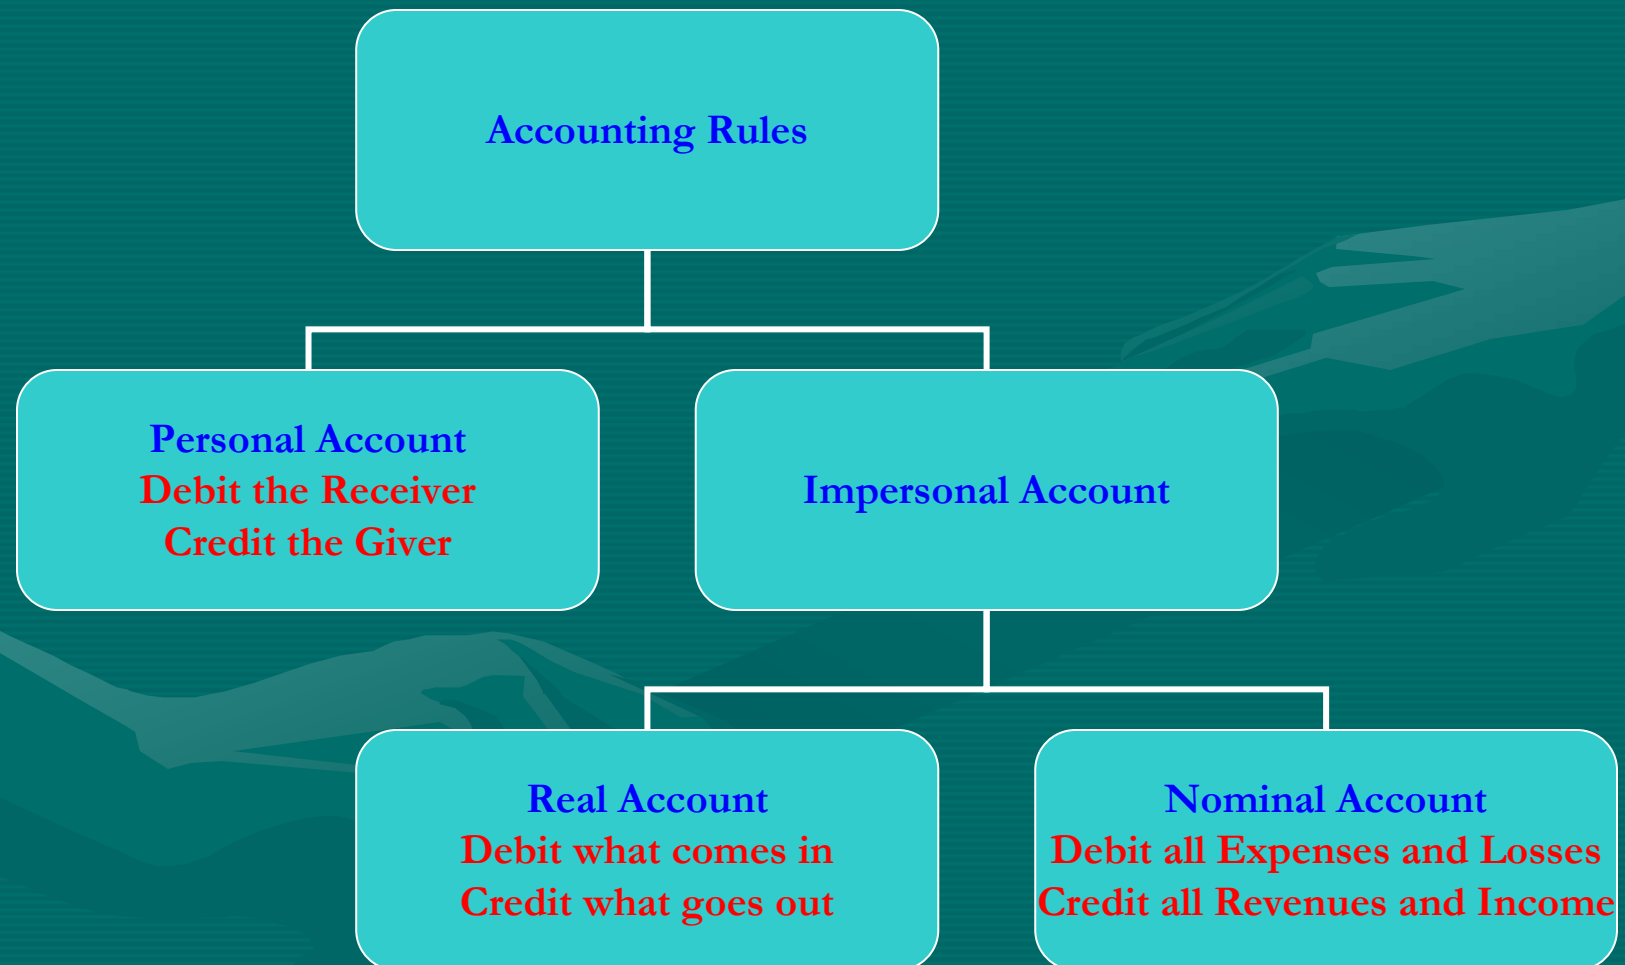 Accounting Rules
Personal Account
Debit the Receiver
Credit the Giver
Impersonal Account
Real Account
Debit what comes in
Credit what goes out
Nominal Account
Debit all Expenses and Losses
Credit all Revenues and Income